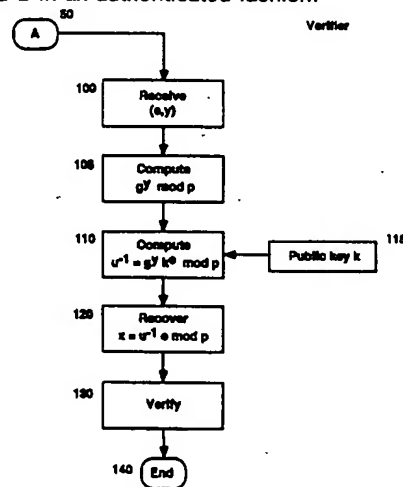 in an authenticated fashion.
50
Verifier
A
100
Receive
(e,y)
105
Compute
g^y mod p
110
Compute
u^-1 = g^y k^e mod p
Public key k
115
120
Recover
x = u^-1 e mod p
130
Verify
140
End